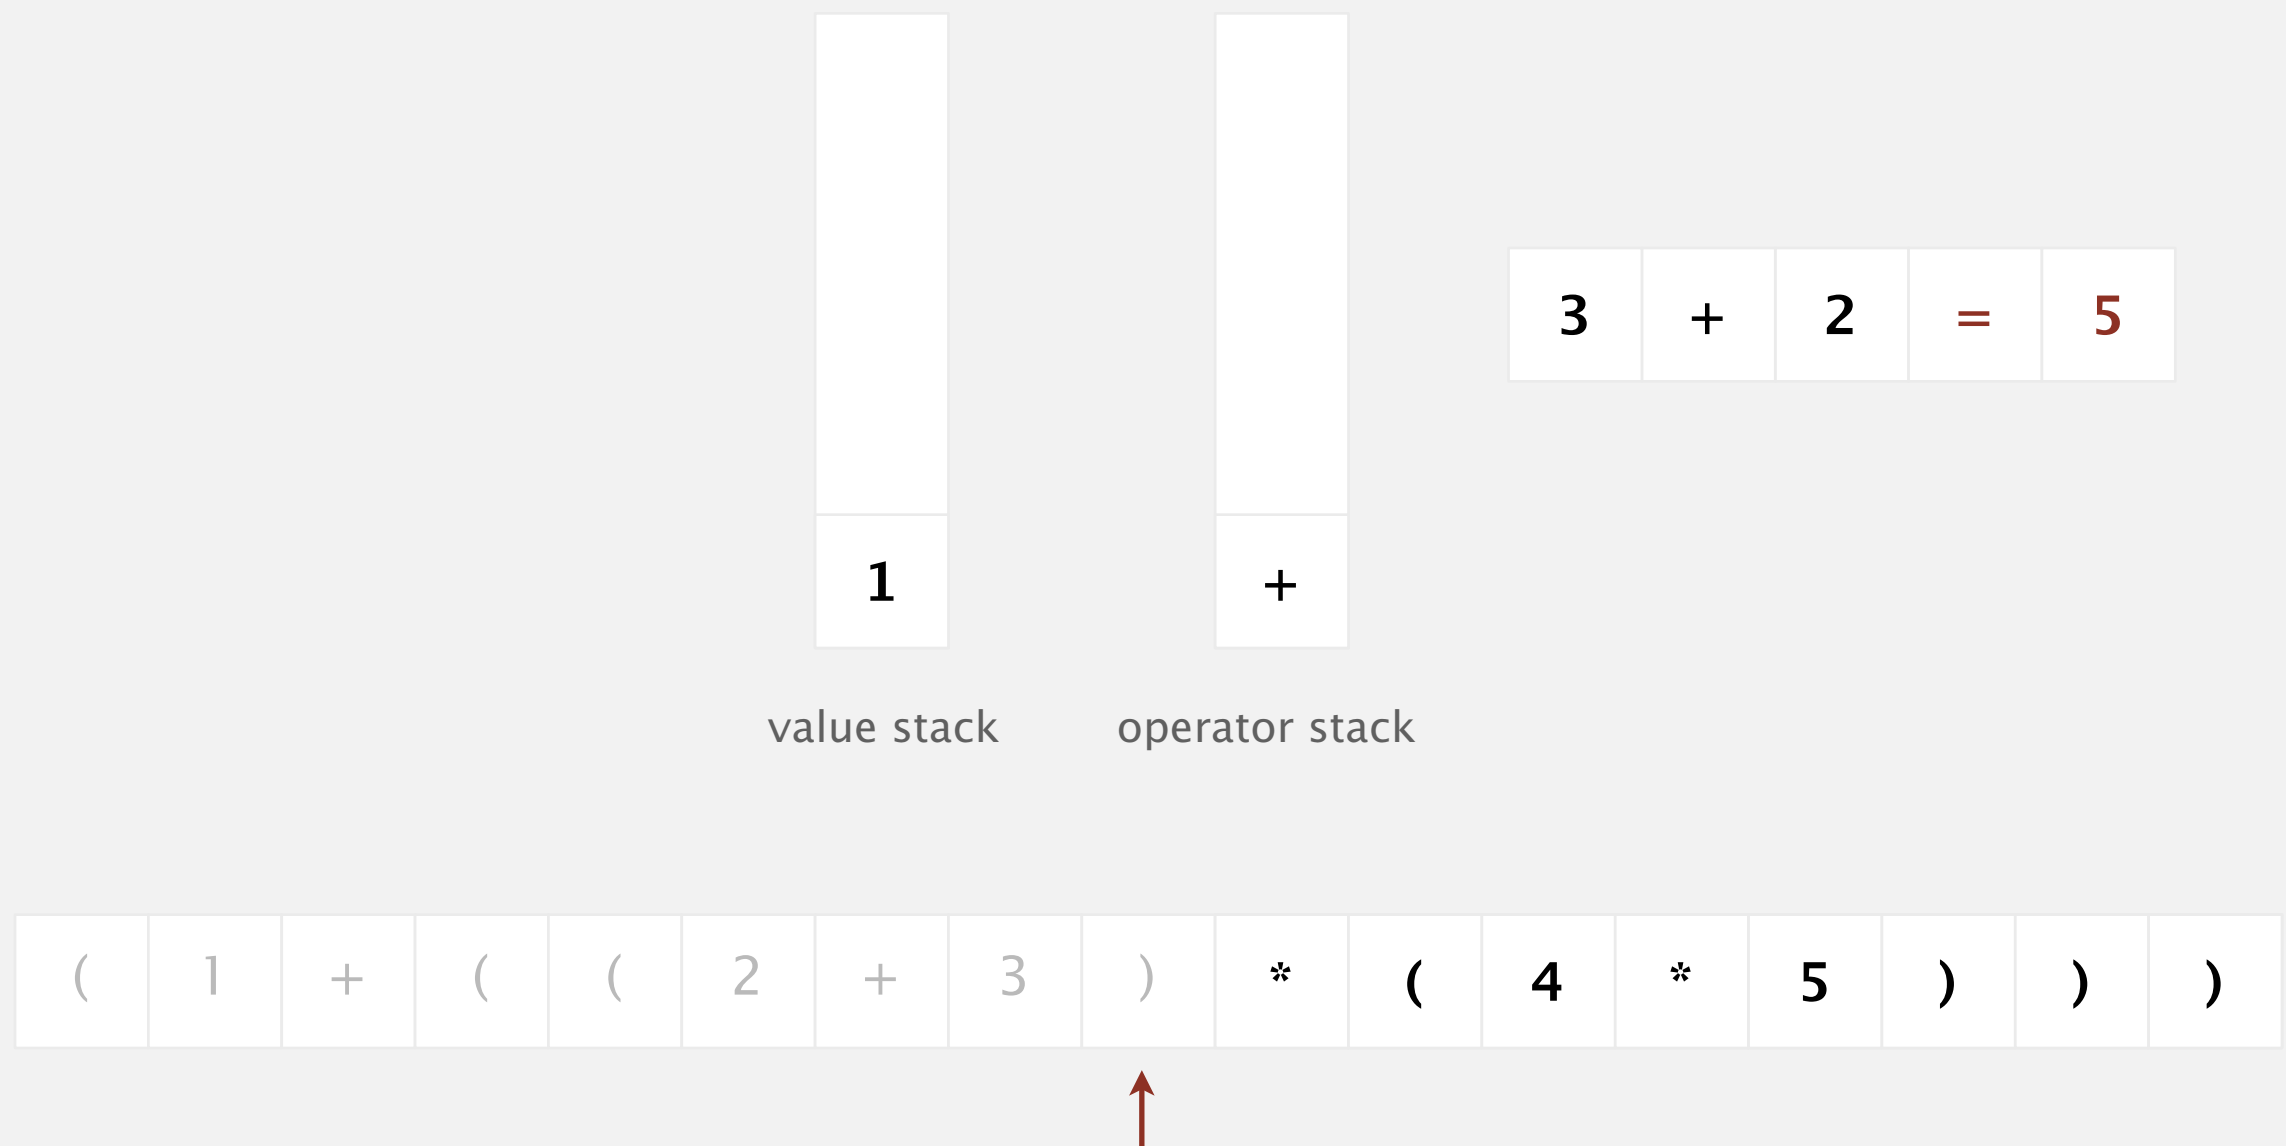 3 + 2 = 5
1 +
value stack operator stack
( 1 + ( ( 2 + 3 ) * ( 4 * 5 ) ) )